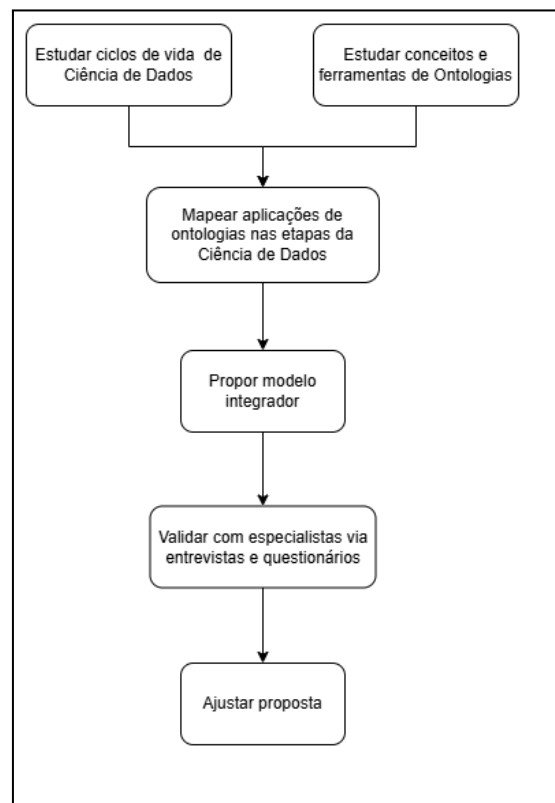 Estudar ciclos de vida de
Ciência de Dados
Estudar conceitos e
ferramentas de Ontologias
Mapear aplicações de
ontologias nas etapas da
Ciência de Dados
Propor modelo
integrador
Validar com especialistas via
entrevistas e questionários
Ajustar proposta